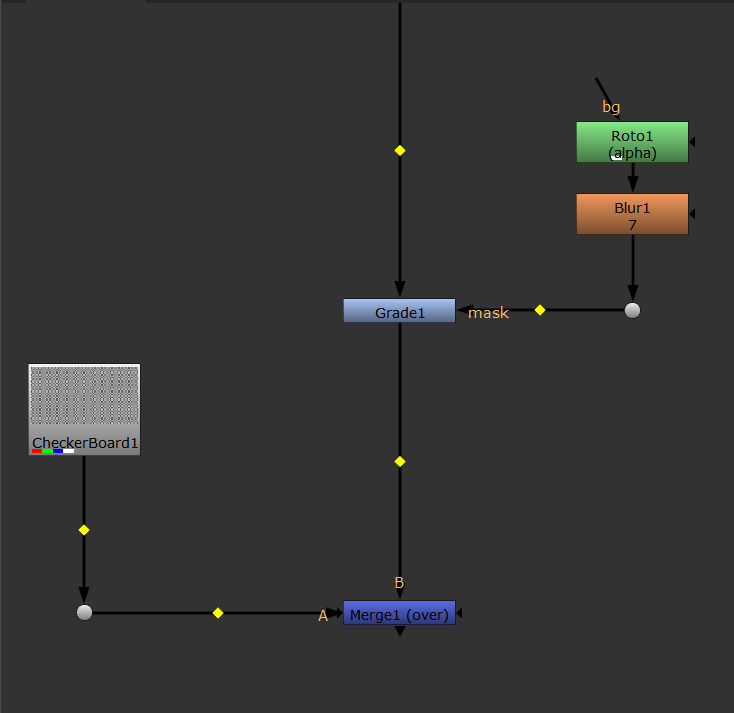 bg
Roto1
(alpha)
Blur1
7
Grade1
mask
CheckerBoard1
B
A
Merge1 (over)